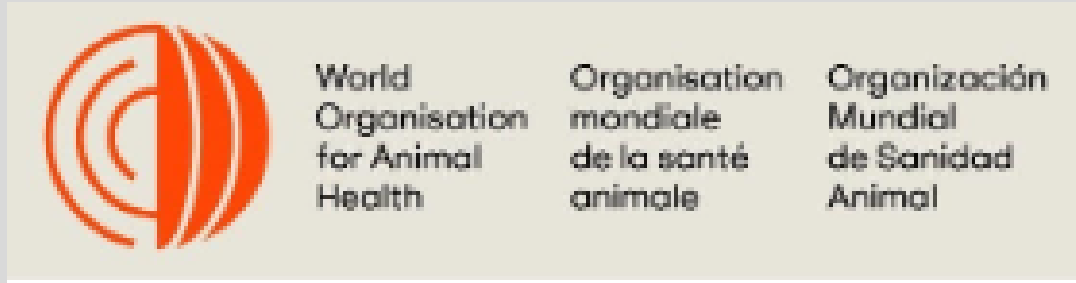 World
Organisation
for Animal
Health
Organisation
mondiale
de la santé
animale
Organización
Mundial
de Sanidad
Animal